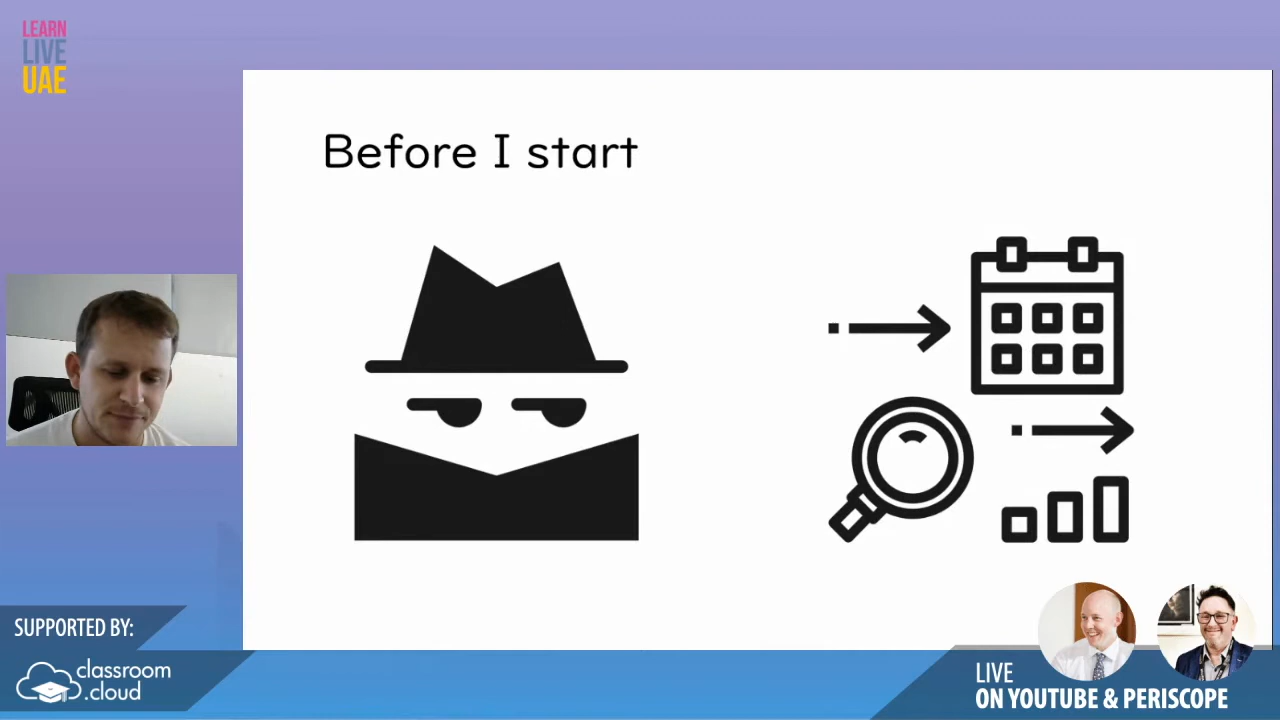 LEARN
LIVE
UAE
Before I start
SUPPORTED BY:
classroom
.cloud
LIVE
ON YOUTUBE & PERISCOPE